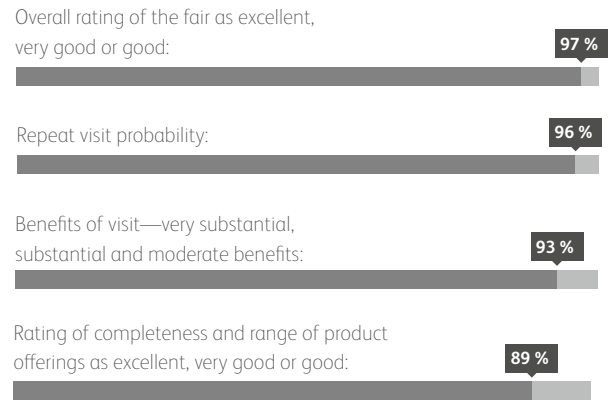 Overall rating of the fair as excellent,
very good or good:
97 %
Repeat visit probability:
96 %
Benefits of visit—very substantial,
substantial and moderate benefits:
93 %
Rating of completeness and range of product
offerings as excellent, very good or good:
89 %